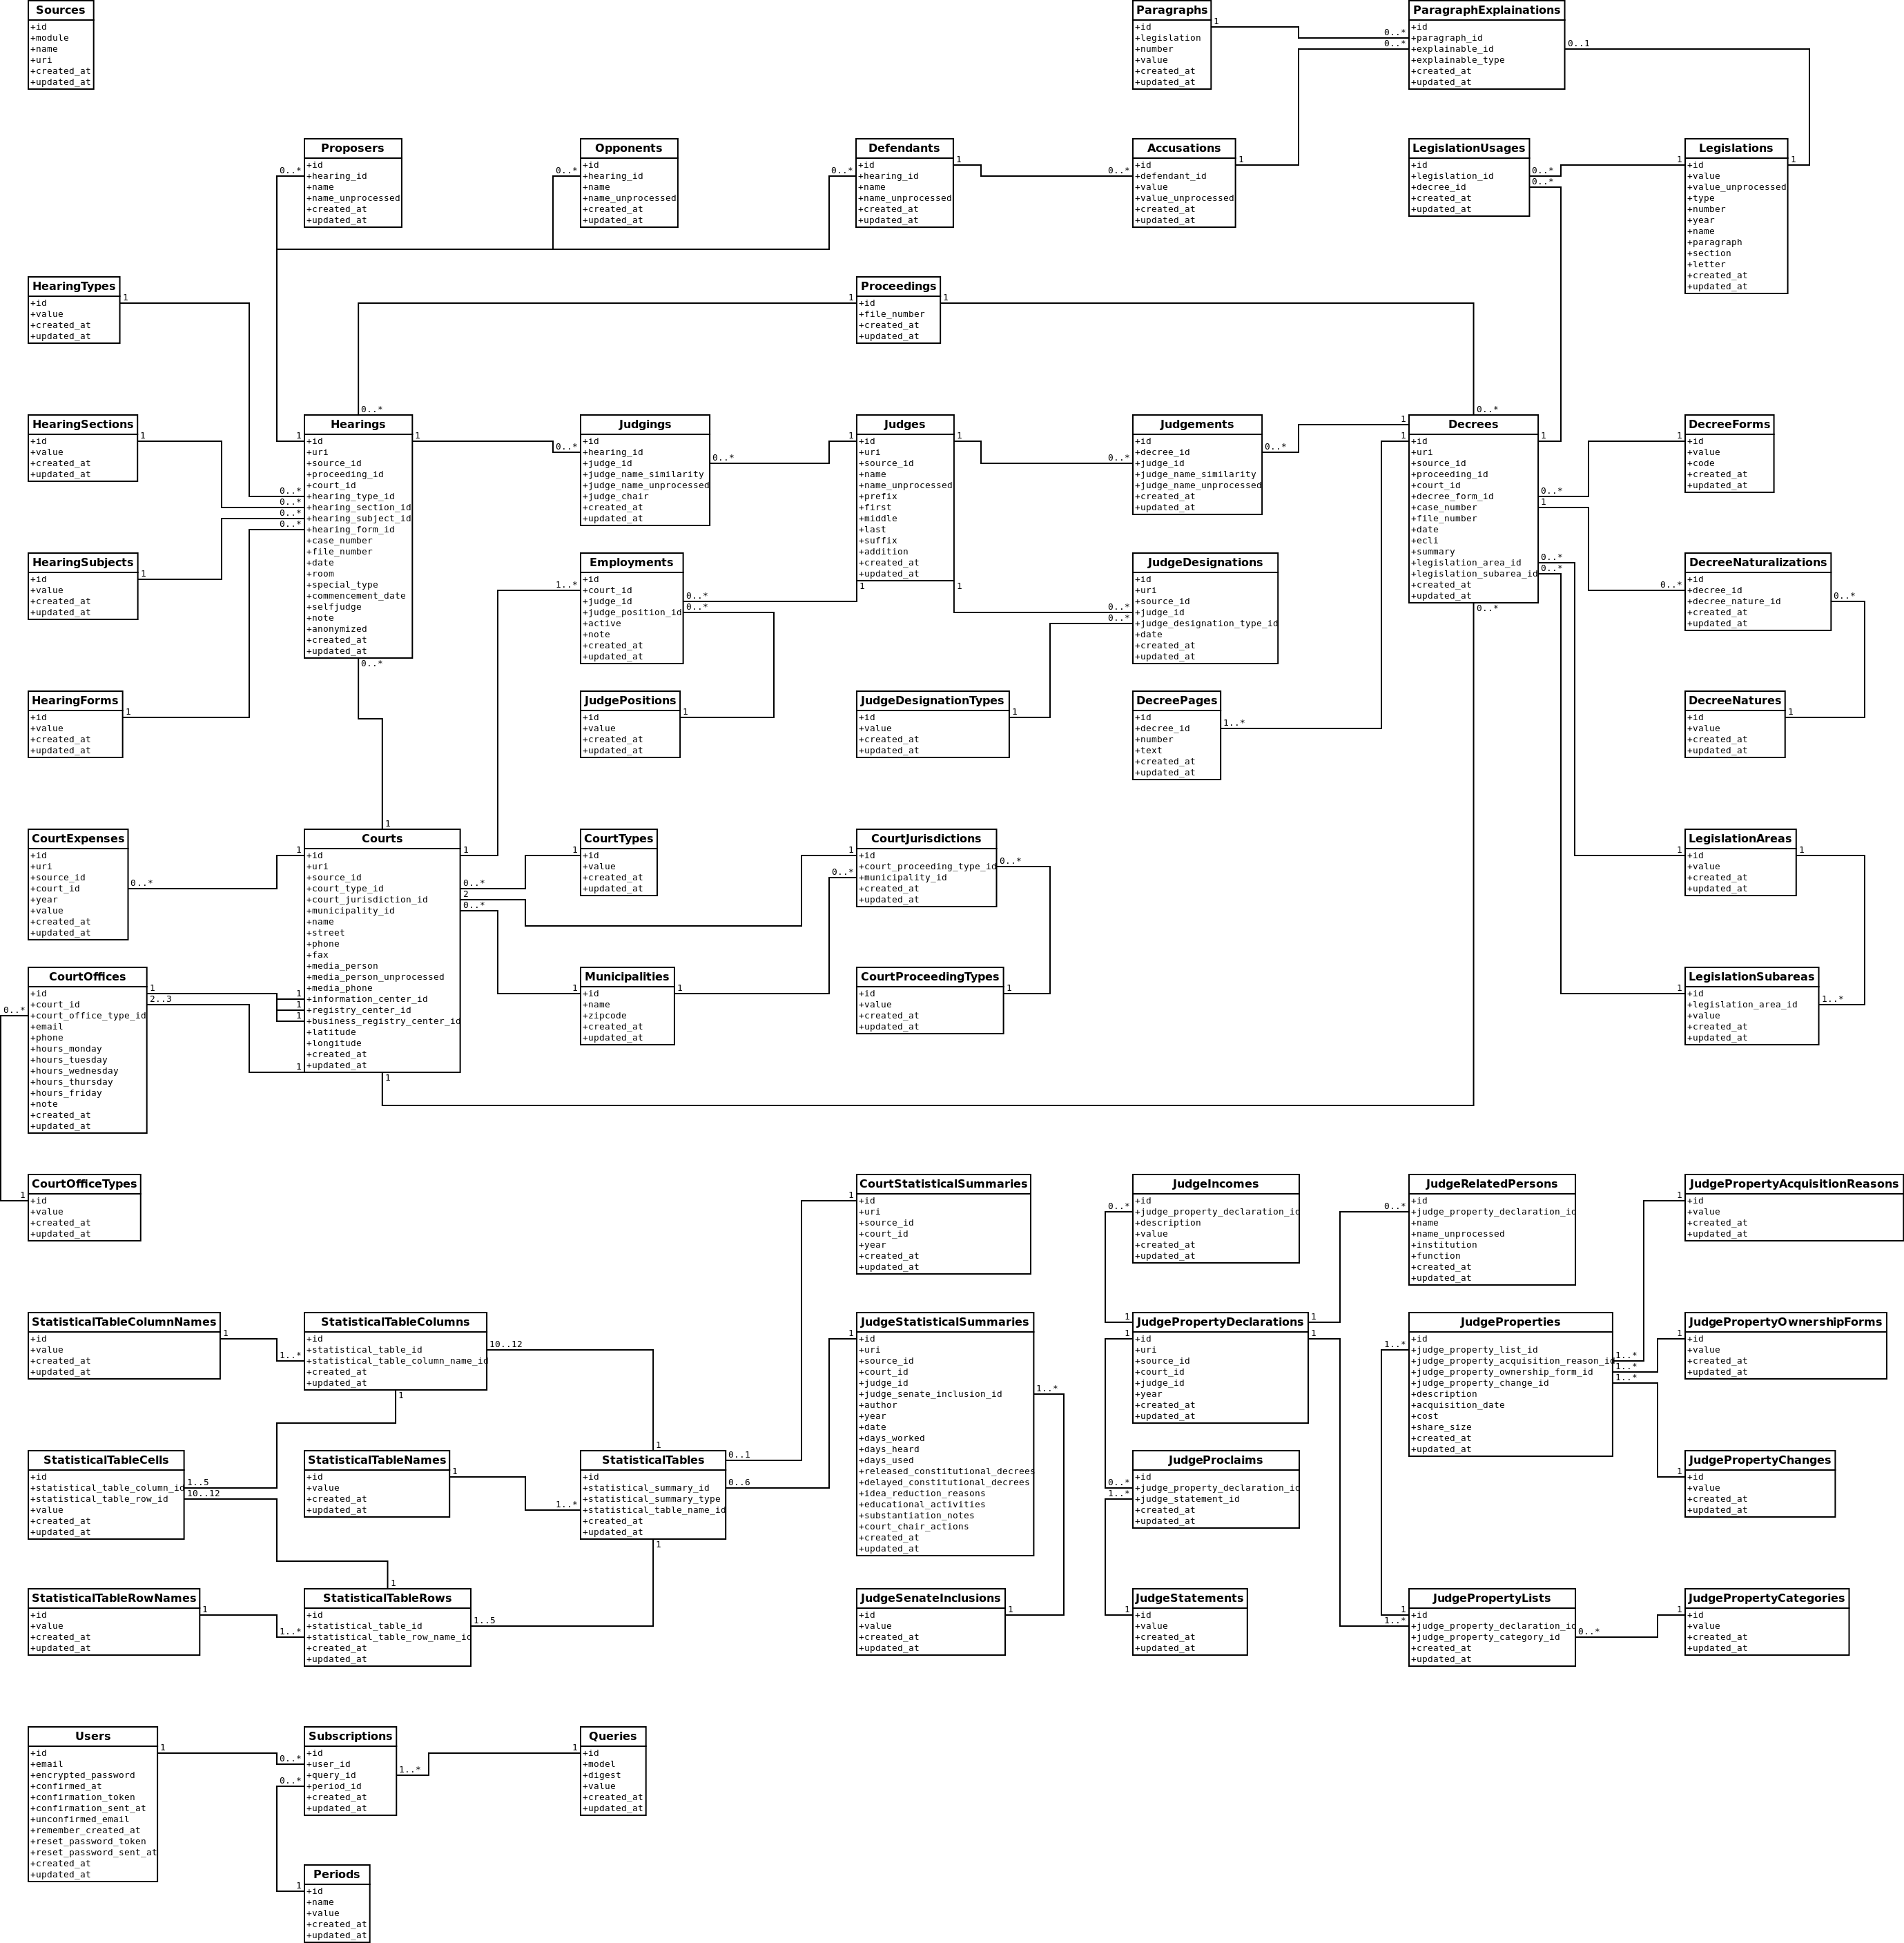 Sources
+id
+module
+name
+uri
+created_at
+updated_at
Paragraphs
+id
+legislation
+number
+value
+created_at
+updated_at
1
0..*
0..*
ParagraphExplainations
+id
+paragraph_id
+explainable_id
+explainable_type
+created_at
+updated_at
0..1
Proposers
+id
+hearing_id
+name
+name_unprocessed
+created_at
+updated_at
0..*
Opponents
+id
+hearing_id
+name
+name_unprocessed
+created_at
+updated_at
0..*
Defendants
+id
+hearing_id
+name
+name_unprocessed
+created_at
+updated_at
0..*
1
0..*
Accusations
+id
+defendant_id
+value
+value_unprocessed
+created_at
+updated_at
1
LegislationUsages
+id
+legislation_id
+decree_id
+created_at
+updated_at
0..*
0..*
1
Legislations
+id
+value
+value_unprocessed
+type
+number
+year
+name
+paragraph
+section
+letter
+created_at
+updated_at
1
HearingTypes
+id
+value
+created_at
+updated_at
1
Proceedings
+id
+file_number
+created_at
+updated_at
1
1
HearingSections
+id
+value
+created_at
+updated_at
1
0..*
Hearings
+id
+uri
+source_id
+proceeding_id
+court_id
+hearing_type_id
+hearing_section_id
+hearing_subject_id
+hearing_form_id
+case_number
+file_number
+date
+room
+special_type
+commencement_date
+selfjudge
+note
+anonymized
+created_at
+updated_at
1
0..*
0..*
0..*
0..*
1
0..*
0..*
Judgings
+id
+hearing_id
+judge_id
+judge_name_similarity
+judge_name_unprocessed
+judge_chair
+created_at
+updated_at
0..*
1
Judges
+id
+uri
+source_id
+name
+name_unprocessed
+prefix
+first
+middle
+last
+suffix
+addition
+created_at
+updated_at
1
1
1
0..*
Judgements
+id
+decree_id
+judge_id
+judge_name_similarity
+judge_name_unprocessed
+created_at
+updated_at
0..*
1
1
0..*
Decrees
+id
+uri
+source_id
+proceeding_id
+court_id
+decree_form_id
+case_number
+file_number
+date
+ecli
+summary
+legislation_area_id
+legislation_subarea_id
+created_at
+updated_at
1
0..*
1
0..*
0..*
0..*
1
DecreeForms
+id
+value
+code
+created_at
+updated_at
HearingSubjects
+id
+value
+created_at
+updated_at
1
1..*
Employments
+id
+court_id
+judge_id
+judge_position_id
+active
+note
+created_at
+updated_at
0..*
0..*
JudgeDesignations
+id
+uri
+source_id
+judge_id
+judge_designation_type_id
+date
+created_at
+updated_at
0..*
0..*
DecreeNaturalizations
+id
+decree_id
+decree_nature_id
+created_at
+updated_at
0..*
0..*
HearingForms
+id
+value
+created_at
+updated_at
1
JudgePositions
+id
+value
+created_at
+updated_at
1
JudgeDesignationTypes
+id
+value
+created_at
+updated_at
1
DecreePages
+id
+decree_id
+number
+text
+created_at
+updated_at
1..*
DecreeNatures
+id
+value
+created_at
+updated_at
1
CourtExpenses
+id
+uri
+source_id
+court_id
+year
+value
+created_at
+updated_at
0..*
1
1
Courts
+id
+uri
+source_id
+court_type_id
+court_jurisdiction_id
+municipality_id
+name
+street
+phone
+fax
+media_person
+media_person_unprocessed
+media_phone
+information_center_id
+registry_center_id
+business_registry_center_id
+latitude
+longitude
+created_at
+updated_at
1
0..*
2
0..*
1
1
1
1
1
1
CourtTypes
+id
+value
+created_at
+updated_at
1
CourtJurisdictions
+id
+court_proceeding_type_id
+municipality_id
+created_at
+updated_at
0..*
0..*
1
LegislationAreas
+id
+value
+created_at
+updated_at
1
CourtOffices
+id
+court_id
+court_office_type_id
+email
+phone
+hours_monday
+hours_tuesday
+hours_wednesday
+hours_thursday
+hours_friday
+note
+created_at
+updated_at
1
2..3
0..*
1
Municipalities
+id
+name
+zipcode
+created_at
+updated_at
1
CourtProceedingTypes
+id
+value
+created_at
+updated_at
1
1
LegislationSubareas
+id
+legislation_area_id
+value
+created_at
+updated_at
1..*
1
CourtOfficeTypes
+id
+value
+created_at
+updated_at
1
CourtStatisticalSummaries
+id
+uri
+source_id
+court_id
+year
+created_at
+updated_at
0..*
JudgeIncomes
+id
+judge_property_declaration_id
+description
+value
+created_at
+updated_at
0..*
JudgeRelatedPersons
+id
+judge_property_declaration_id
+name
+name_unprocessed
+institution
+function
+created_at
+updated_at
1
JudgePropertyAcquisitionReasons
+id
+value
+created_at
+updated_at
StatisticalTableColumnNames
+id
+value
+created_at
+updated_at
1
1..*
StatisticalTableColumns
+id
+statistical_table_id
+statistical_table_column_name_id
+created_at
+updated_at
10..12
1
1
JudgeStatisticalSummaries
+id
+uri
+source_id
+court_id
+judge_id
+judge_senate_inclusion_id
+author
+year
+date
+days_worked
+days_heard
+days_used
+released_constitutional_decrees
+delayed_constitutional_decrees
+idea_reduction_reasons
+educational_activities
+substantiation_notes
+court_chair_actions
+created_at
+updated_at
1..*
1
1
JudgePropertyDeclarations
+id
+uri
+source_id
+court_id
+judge_id
+year
+created_at
+updated_at
1
1
1..*
JudgeProperties
+id
+judge_property_list_id
+judge_property_acquisition_reason_id
+judge_property_ownership_form_id
+judge_property_change_id
+description
+acquisition_date
+cost
+share_size
+created_at
+updated_at
1..*
1..*
1..*
1
JudgePropertyOwnershipForms
+id
+value
+created_at
+updated_at
StatisticalTableCells
+id
+statistical_table_column_id
+statistical_table_row_id
+value
+created_at
+updated_at
1..5
10..12
StatisticalTableNames
+id
+value
+created_at
+updated_at
1
1..*
1
StatisticalTables
+id
+statistical_summary_id
+statistical_summary_type
+statistical_table_name_id
+created_at
+updated_at
0..1
0..6
1
0..*
1..*
JudgeProclaims
+id
+judge_property_declaration_id
+judge_statement_id
+created_at
+updated_at
1
JudgePropertyChanges
+id
+value
+created_at
+updated_at
StatisticalTableRowNames
+id
+value
+created_at
+updated_at
1
1..*
1
StatisticalTableRows
+id
+statistical_table_id
+statistical_table_row_name_id
+created_at
+updated_at
1..5
JudgeSenateInclusions
+id
+value
+created_at
+updated_at
1
1
JudgeStatements
+id
+value
+created_at
+updated_at
1
1..*
JudgePropertyLists
+id
+judge_property_declaration_id
+judge_property_category_id
+created_at
+updated_at
0..*
1
JudgePropertyCategories
+id
+value
+created_at
+updated_at
Users
+id
+email
+encrypted_password
+confirmed_at
+confirmation_token
+confirmation_sent_at
+unconfirmed_email
+remember_created_at
+reset_password_token
+reset_password_sent_at
+created_at
+updated_at
1
0..*
0..*
Subscriptions
+id
+user_id
+query_id
+period_id
+created_at
+updated_at
1..*
1
Queries
+id
+model
+digest
+value
+created_at
+updated_at
1
Periods
+id
+name
+value
+created_at
+updated_at